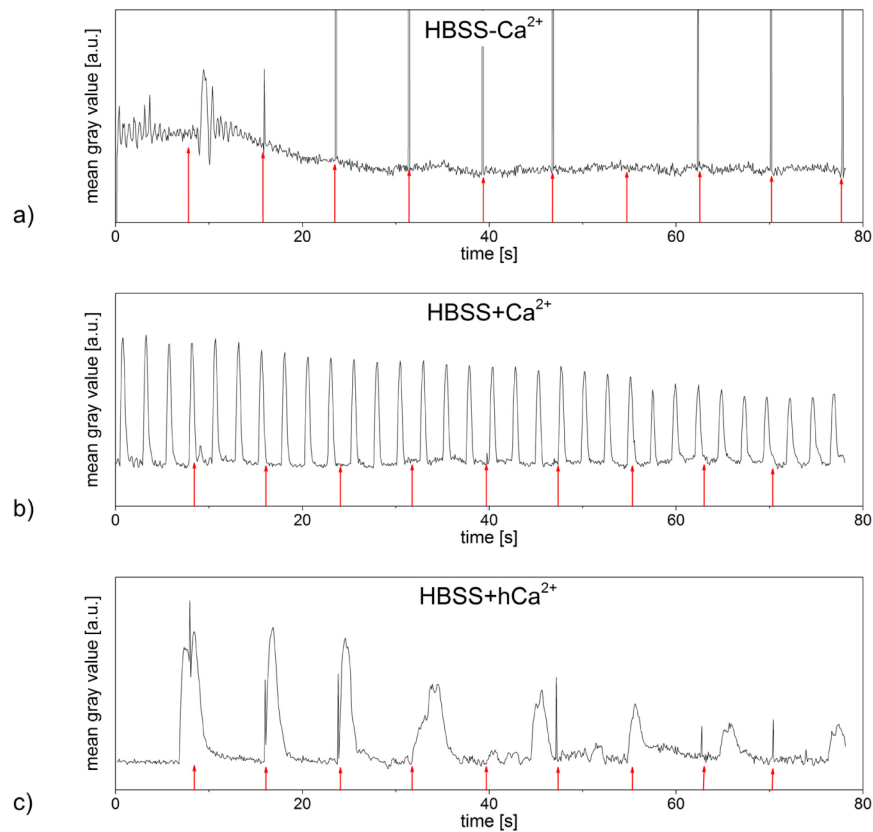 HBSS-Ca²⁺
mean gray value [a.u.]
0 20 40 60 80
time [s]
a)
HBSS+Ca²⁺
mean gray value [a.u.]
0 20 40 60 80
time [s]
b)
HBSS+hCa²⁺
mean gray value [a.u.]
0 20 40 60 80
time [s]
c)